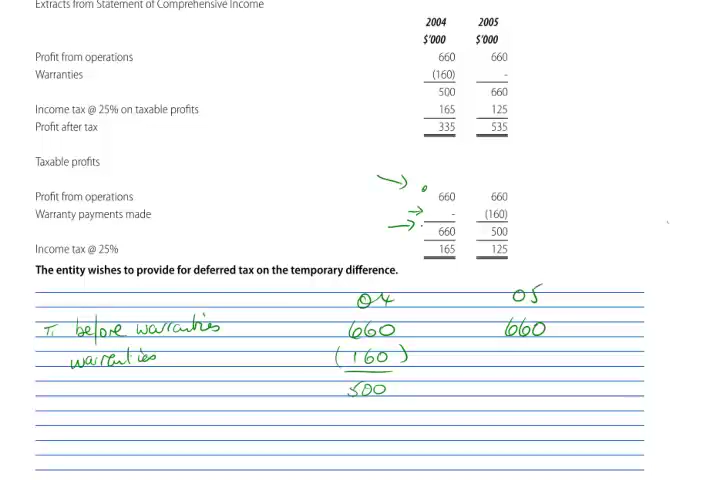 Extracts from Statement of Comprehensive Income
2004 2005
$'000 $'000
Profit from operations 660 660
Warranties (160) -
500 660
Income tax @ 25% on taxable profits 165 125
Profit after tax 335 535
Taxable profits
Profit from operations 660 660
Warranty payments made - (160)
660 500
Income tax @ 25% 165 125
The entity wishes to provide for deferred tax on the temporary difference.
04 05
π before warranties 660 660
warranties (160)
500